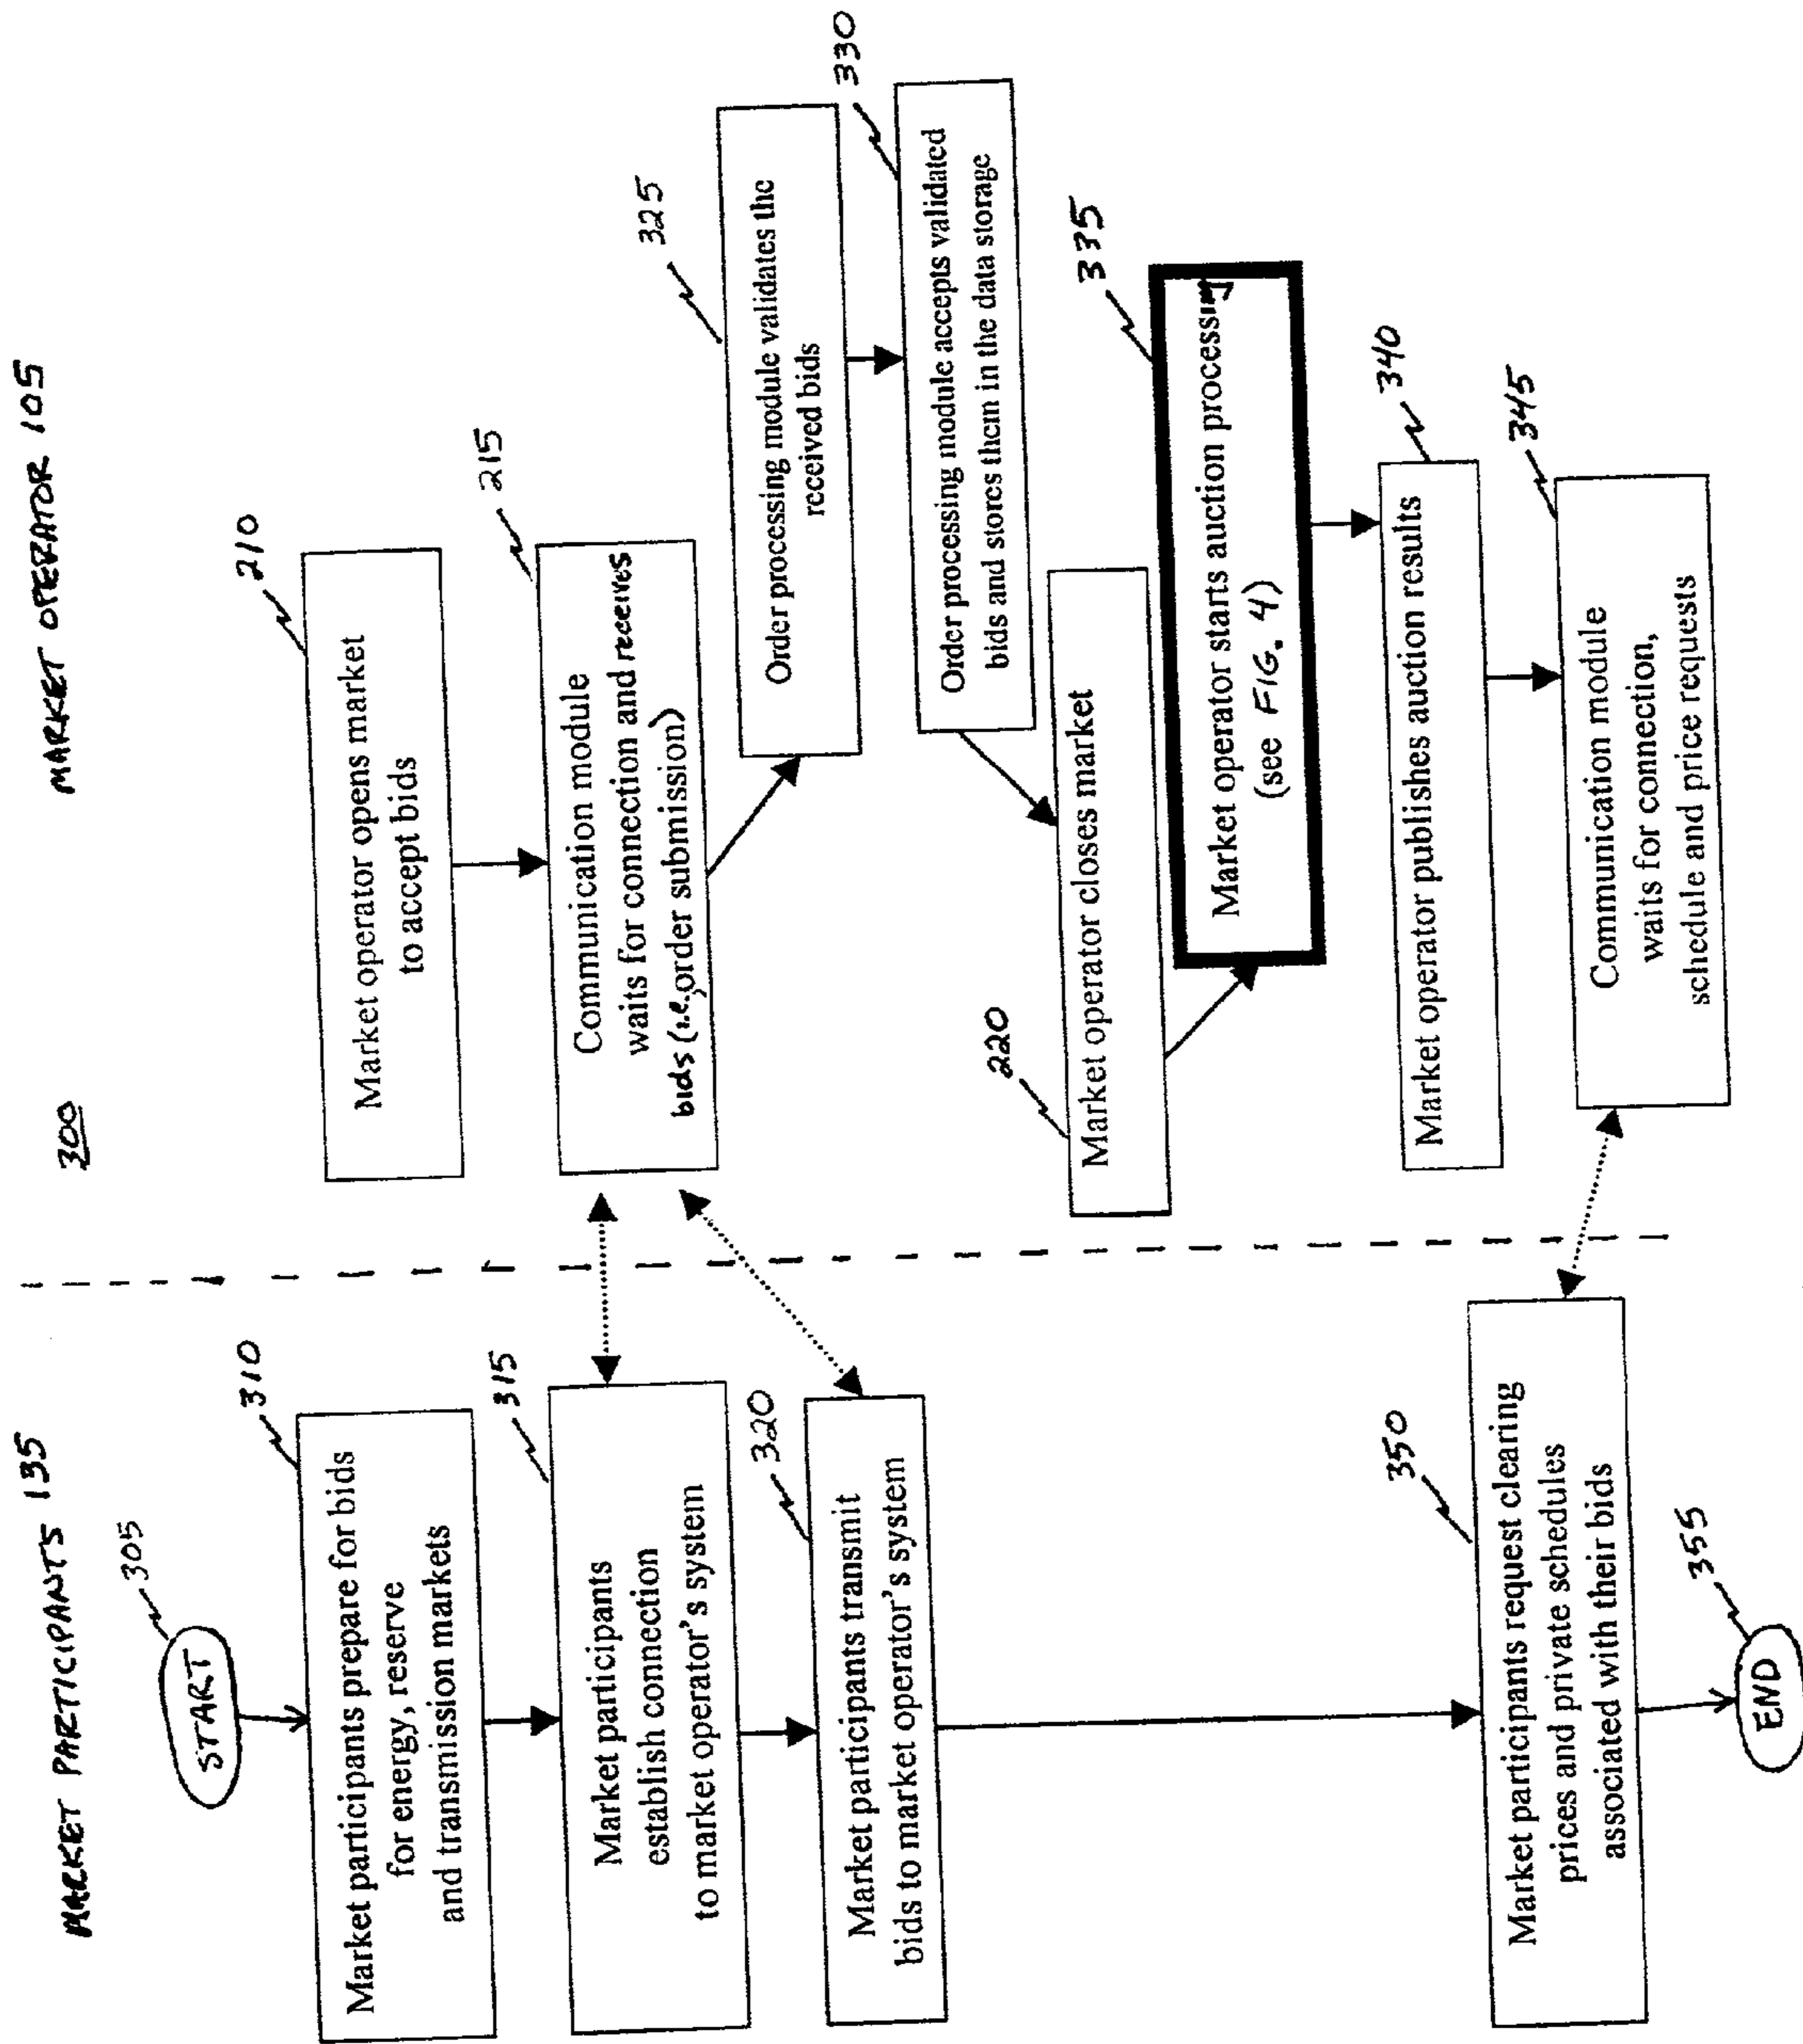 MARKET PARTICIPANTS 135
300
MARKET OPERATOR 105
START
305
310
Market participants prepare for bids
for energy, reserve
and transmission markets
315
Market participants
establish connection
to market operator's system
320
Market participants transmit
bids to market operator's system
350
Market participants request clearing
prices and private schedules
associated with their bids
355
END
210
Market operator opens market
to accept bids
215
Communication module
waits for connection and receives
bids (i.e. order submission)
325
Order processing module validates the
received bids
330
Order processing module accepts validated
bids and stores them in the data storage
220
Market operator closes market
335
Market operator starts auction processing
(see FIG. 4)
340
Market operator publishes auction results
345
Communication module
waits for connection,
schedule and price requests